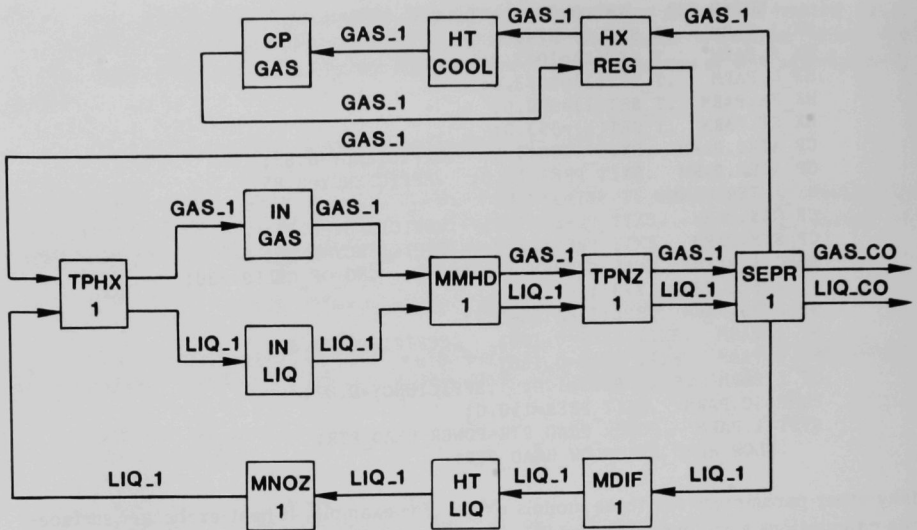 GAS_1 GAS_1 GAS_1
CP GAS
HT COOL
HX REG
GAS_1
GAS_1
GAS_1 IN GAS GAS_1
GAS_1 GAS_1 GAS_CO
TPHX 1
MMHD 1
TPNZ 1
SEPR 1
LIQ_1 LIQ_1 LIQ_CO
LIQ_1 IN LIQ LIQ_1
LIQ_1 LIQ_1 LIQ_1 LIQ_1
MNOZ 1
HT LIQ
MDIF 1